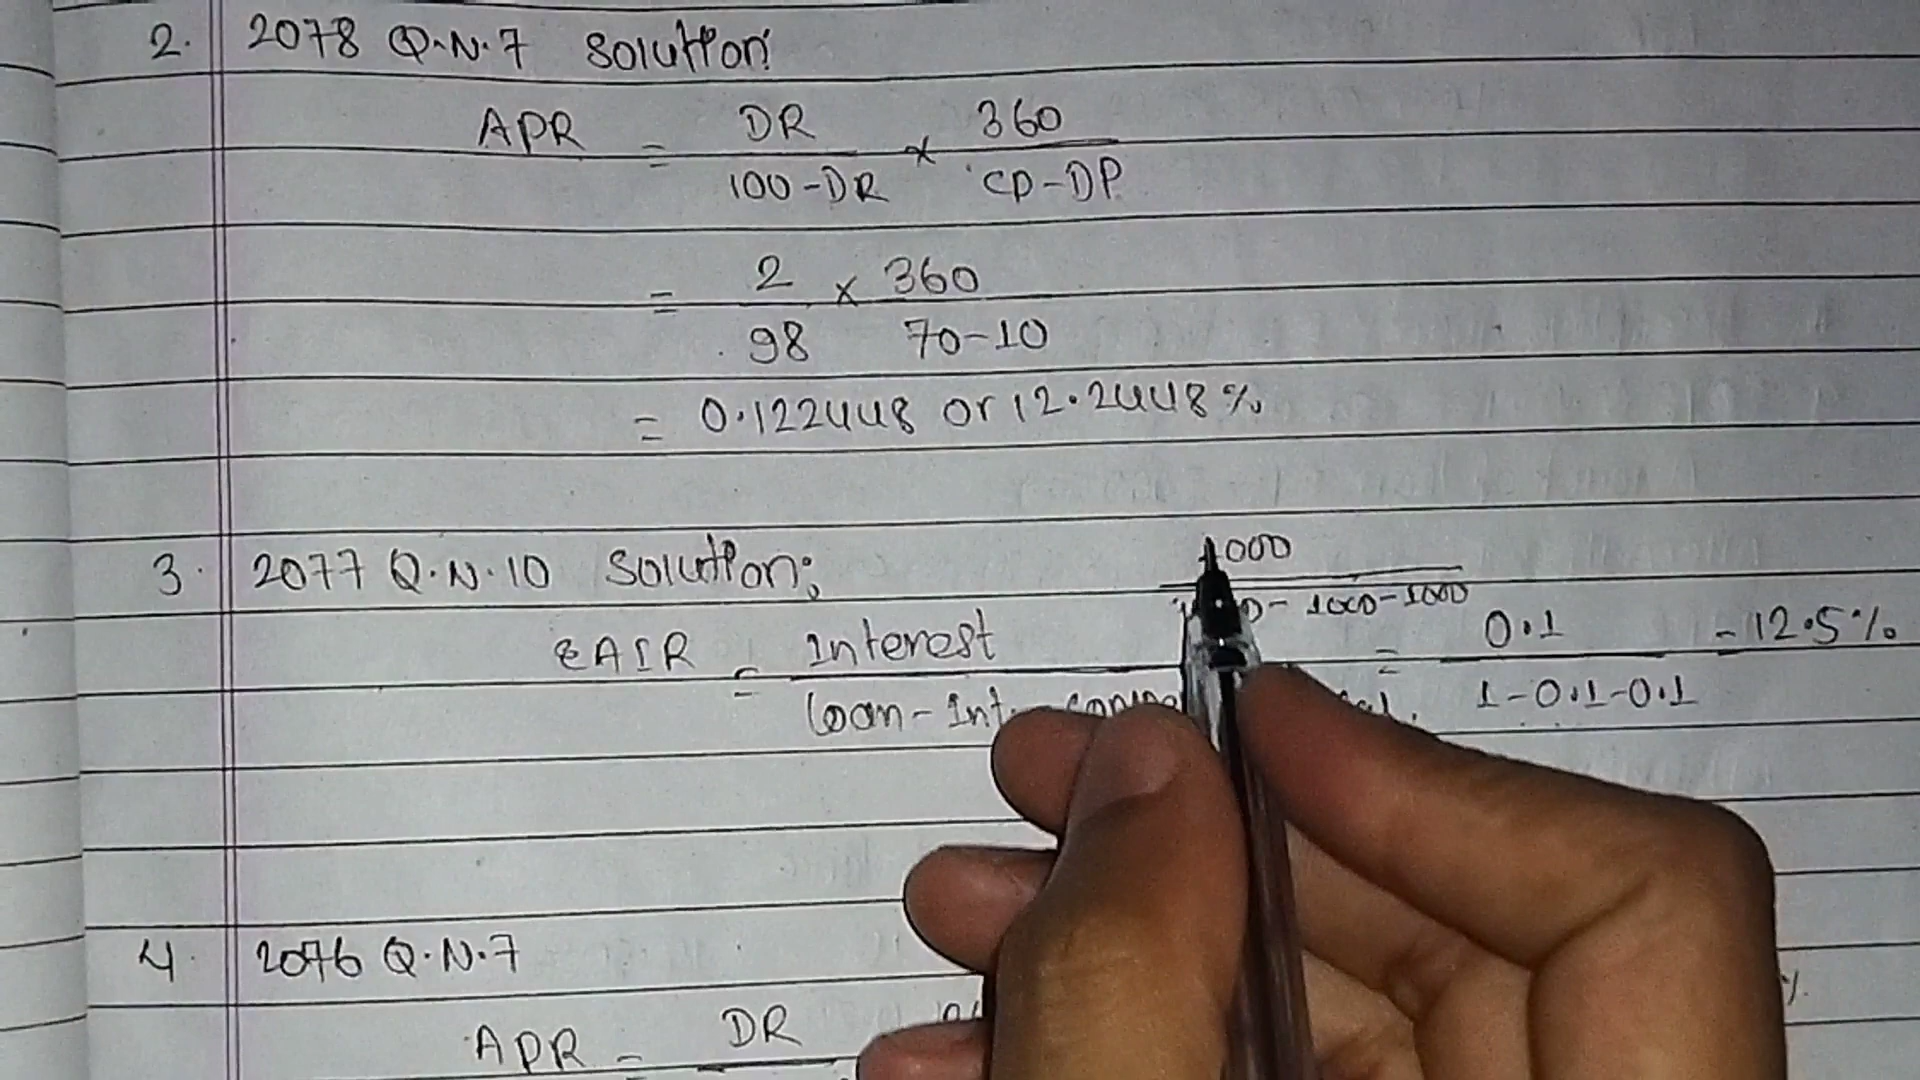 2. 2078 Q.N.7 Solution:
APR = DR / 100-DR × 360 / CP-DP
= 2 / 98 × 360 / 70-10
= 0.122448 or 12.2448%
3. 2077 Q.N.10 Solution:
1000
- 1000-1000
EAIR = Interest / Loan-Int. = 0.1 / 1-0.1-0.1 = 12.5%
4. 2076 Q.N.7
APR = DR
%